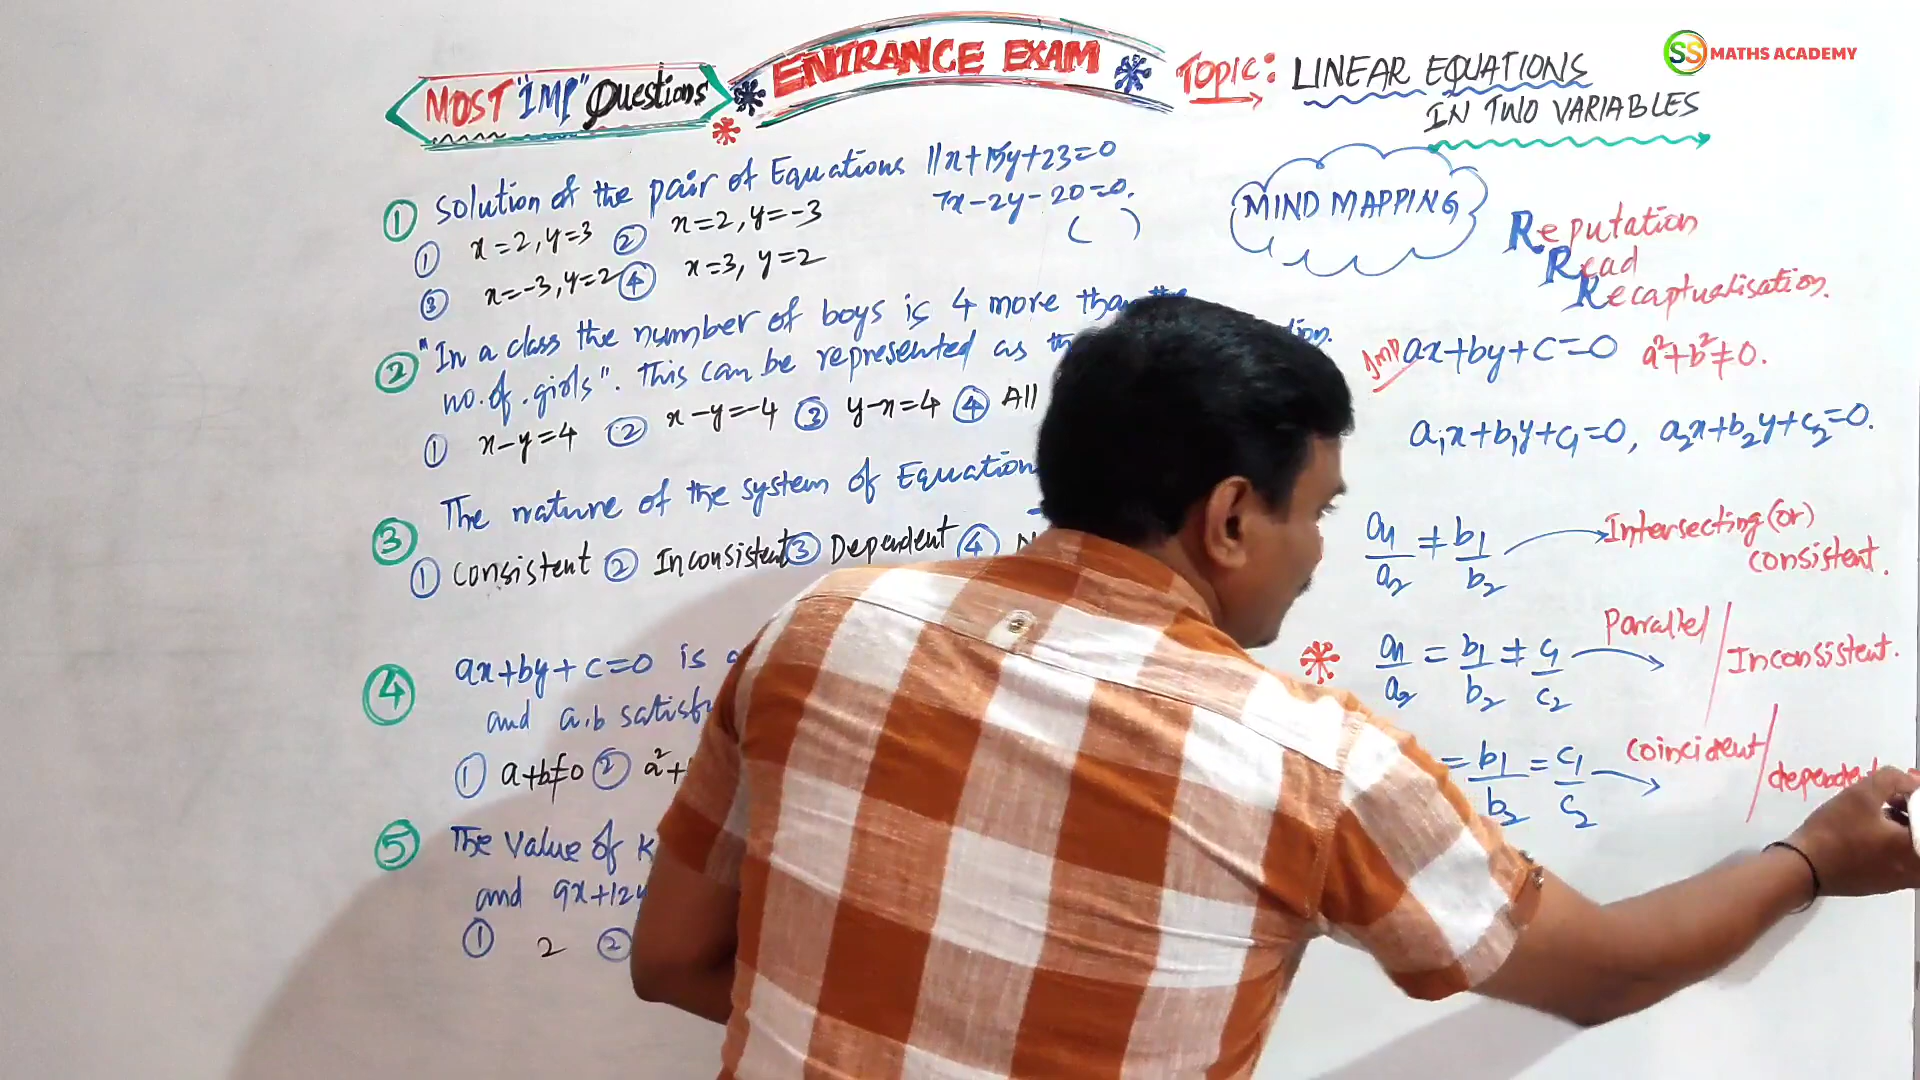 MOST "IMP" Questions
ENTRANCE EXAM
TOPIC: LINEAR EQUATIONS
IN TWO VARIABLES
SS MATHS ACADEMY
① Solution of the pair of Equations 11x+15y+23=0
7x-2y-20=0.
( )
① x=2, y=3 ② x=2, y=-3
③ x=-3, y=2 ④ x=3, y=2
② "In a class the number of boys is 4 more than the
no. of girls". This can be represented as
① x-y=4 ② x-y=-4 ③ y-x=4 ④ All
③ The nature of the system of Equation
① Consistent ② Inconsistent ③ Dependent ④
④ ax+by+c=0 is
and a,b satisfy
① a+b≠0 ② a²+
⑤ The Value of K
and 9x+12y
① 2 ②
MIND MAPPING
Reputation
Read
Recaptualisation.
IMP ax+by+c=0 a²+b²≠0.
a₁x+b₁y+c₁=0, a₂x+b₂y+c₂=0.
a₁/a₂ ≠ b₁/b₂ Intersecting (or)
consistent.
a₁/a₂ = b₁/b₂ ≠ c₁/c₂ Parallel / Inconsistent.
= b₁/b₂ = c₁/c₂ coincident / dependent